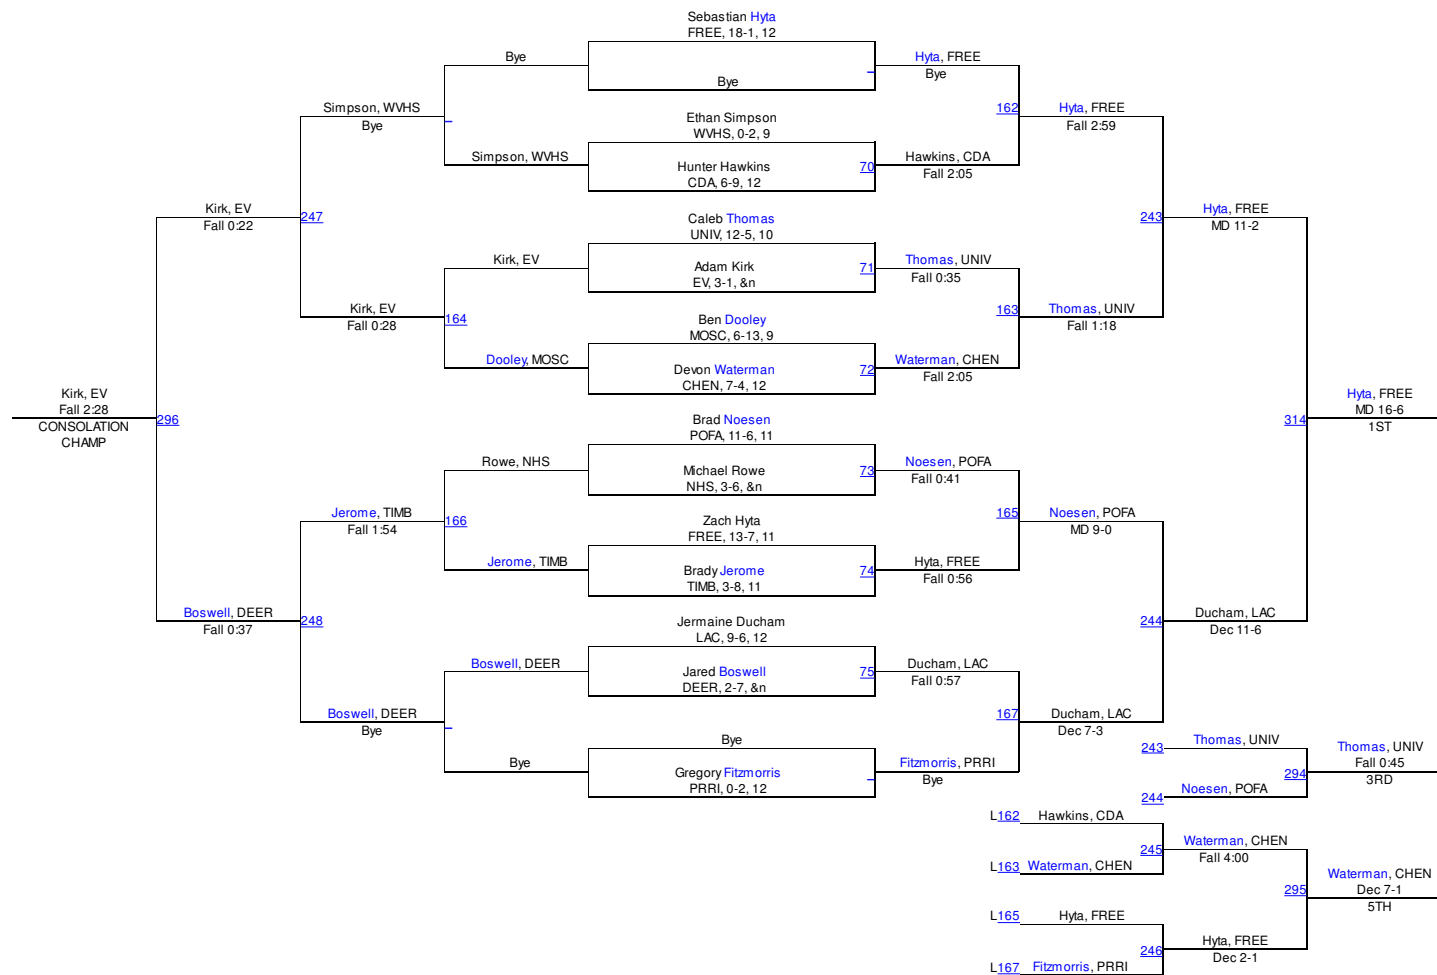 Sebastian Hyta
FREE, 18-1, 12
Bye
Hyta, FREE
Bye
Bye
Simpson, WVHS
Bye
162
Hyta, FREE
Fall 2:59
Ethan Simpson
WVHS, 0-2, 9
Simpson, WVHS
Hunter Hawkins
CDA, 6-9, 12
70
Hawkins, CDA
Fall 2:05
Kirk, EV
Fall 0:22
247
Caleb Thomas
UNIV, 12-5, 10
243
Hyta, FREE
MD 11-2
Kirk, EV
Adam Kirk
EV, 3-1, &n
71
Thomas, UNIV
Fall 0:35
Kirk, EV
Fall 0:28
164
Ben Dooley
MOSC, 6-13, 9
163
Thomas, UNIV
Fall 1:18
Dooley, MOSC
Devon Waterman
CHEN, 7-4, 12
72
Waterman, CHEN
Fall 2:05
Kirk, EV
Fall 2:28
CONSOLATION
CHAMP
296
Brad Noesen
POFA, 11-6, 11
314
Hyta, FREE
MD 16-6
1ST
Rowe, NHS
Michael Rowe
NHS, 3-6, &n
73
Noesen, POFA
Fall 0:41
Jerome, TIMB
Fall 1:54
166
Zach Hyta
FREE, 13-7, 11
165
Noesen, POFA
MD 9-0
Jerome, TIMB
Brady Jerome
TIMB, 3-8, 11
74
Hyta, FREE
Fall 0:56
Boswell, DEER
Fall 0:37
248
Jermaine Ducham
LAC, 9-6, 12
244
Ducham, LAC
Dec 11-6
Boswell, DEER
Jared Boswell
DEER, 2-7, &n
75
Ducham, LAC
Fall 0:57
Boswell, DEER
Bye
167
Ducham, LAC
Dec 7-3
Bye
Bye
Gregory Fitzmorris
PRRI, 0-2, 12
Fitzmorris, PRRI
Bye
243
Thomas, UNIV
294
Thomas, UNIV
Fall 0:45
3RD
244
Noesen, POFA
L162
Hawkins, CDA
245
Waterman, CHEN
Fall 4:00
L163
Waterman, CHEN
295
Waterman, CHEN
Dec 7-1
5TH
L165
Hyta, FREE
246
Hyta, FREE
Dec 2-1
L167
Fitzmorris, PRRI